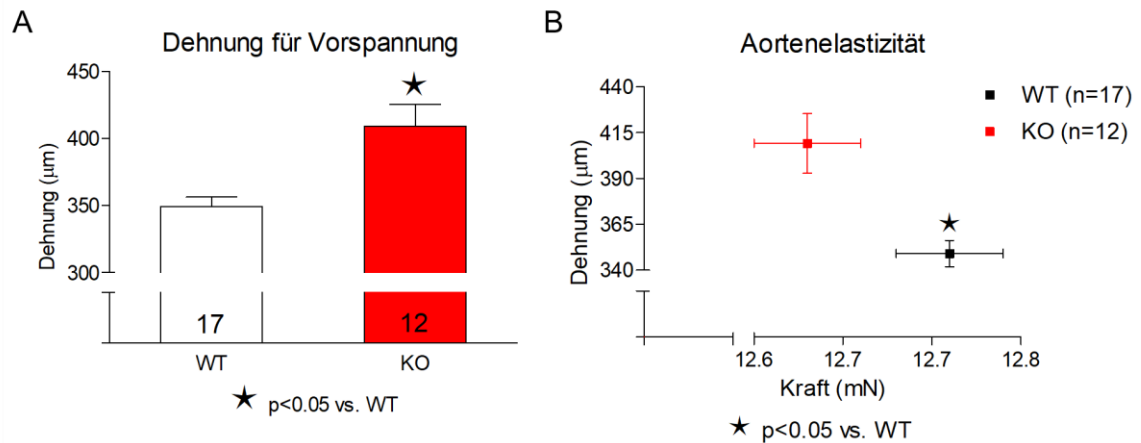 A
Dehnung für Vorspannung
Dehnung (µm)
450
400
350
300
17
12
WT
KO
★ p<0.05 vs. WT
B
Aortenelastizität
WT (n=17)
KO (n=12)
Dehnung (µm)
440
415
390
365
340
12.6
12.7
12.7
12.8
Kraft (mN)
★ p<0.05 vs. WT